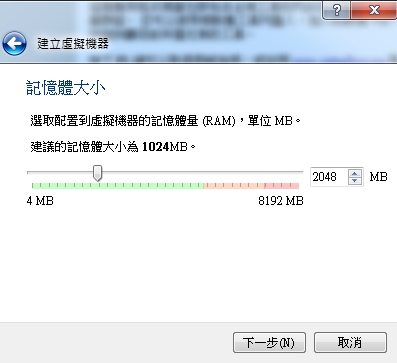 建立虛擬機器
記憶體大小
選取配置到虛擬機器的記憶體量 (RAM)，單位 MB。
建議的記憶體大小為 1024MB。
2048 MB
4 MB 8192 MB
下一步(N) 取消